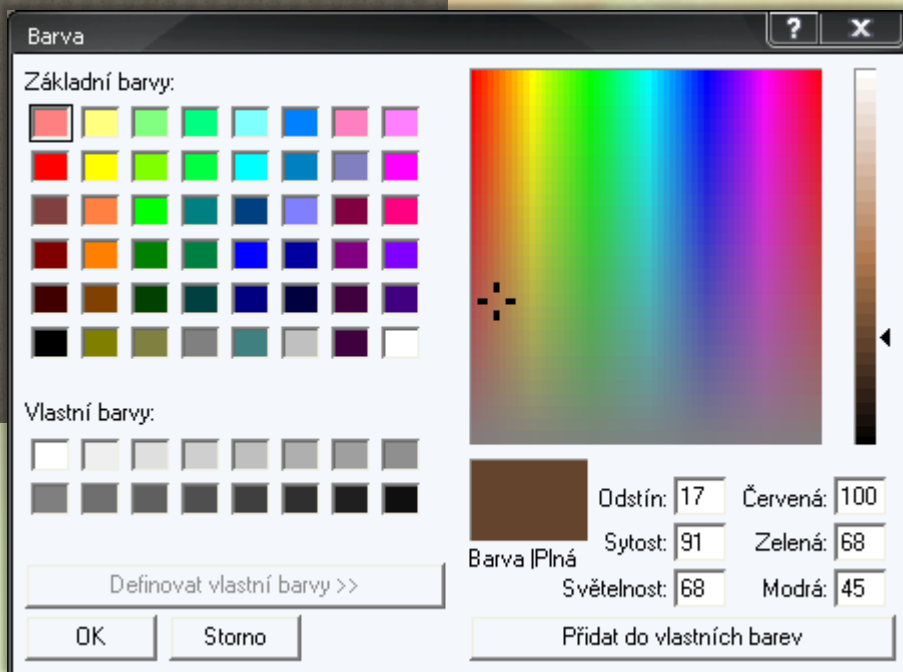 Barva
Základní barvy:
Vlastní barvy:
Definovat vlastní barvy >>
OK
Storno
Barva |Plná
Odstín: 17
Sytost: 91
Světelnost: 68
Červená: 100
Zelená: 68
Modrá: 45
Přidat do vlastních barev